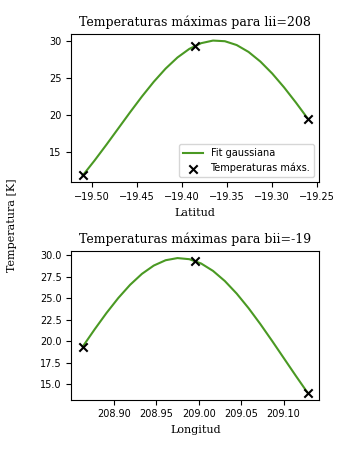 Temperaturas máximas para lii=208
30
25
20
15
Fit gaussiana
Temperaturas máxs.
−19.50 −19.45 −19.40 −19.35 −19.30 −19.25
Latitud
Temperatura [K]
Temperaturas máximas para bii=-19
30.0
27.5
25.0
22.5
20.0
17.5
15.0
208.90 208.95 209.00 209.05 209.10
Longitud